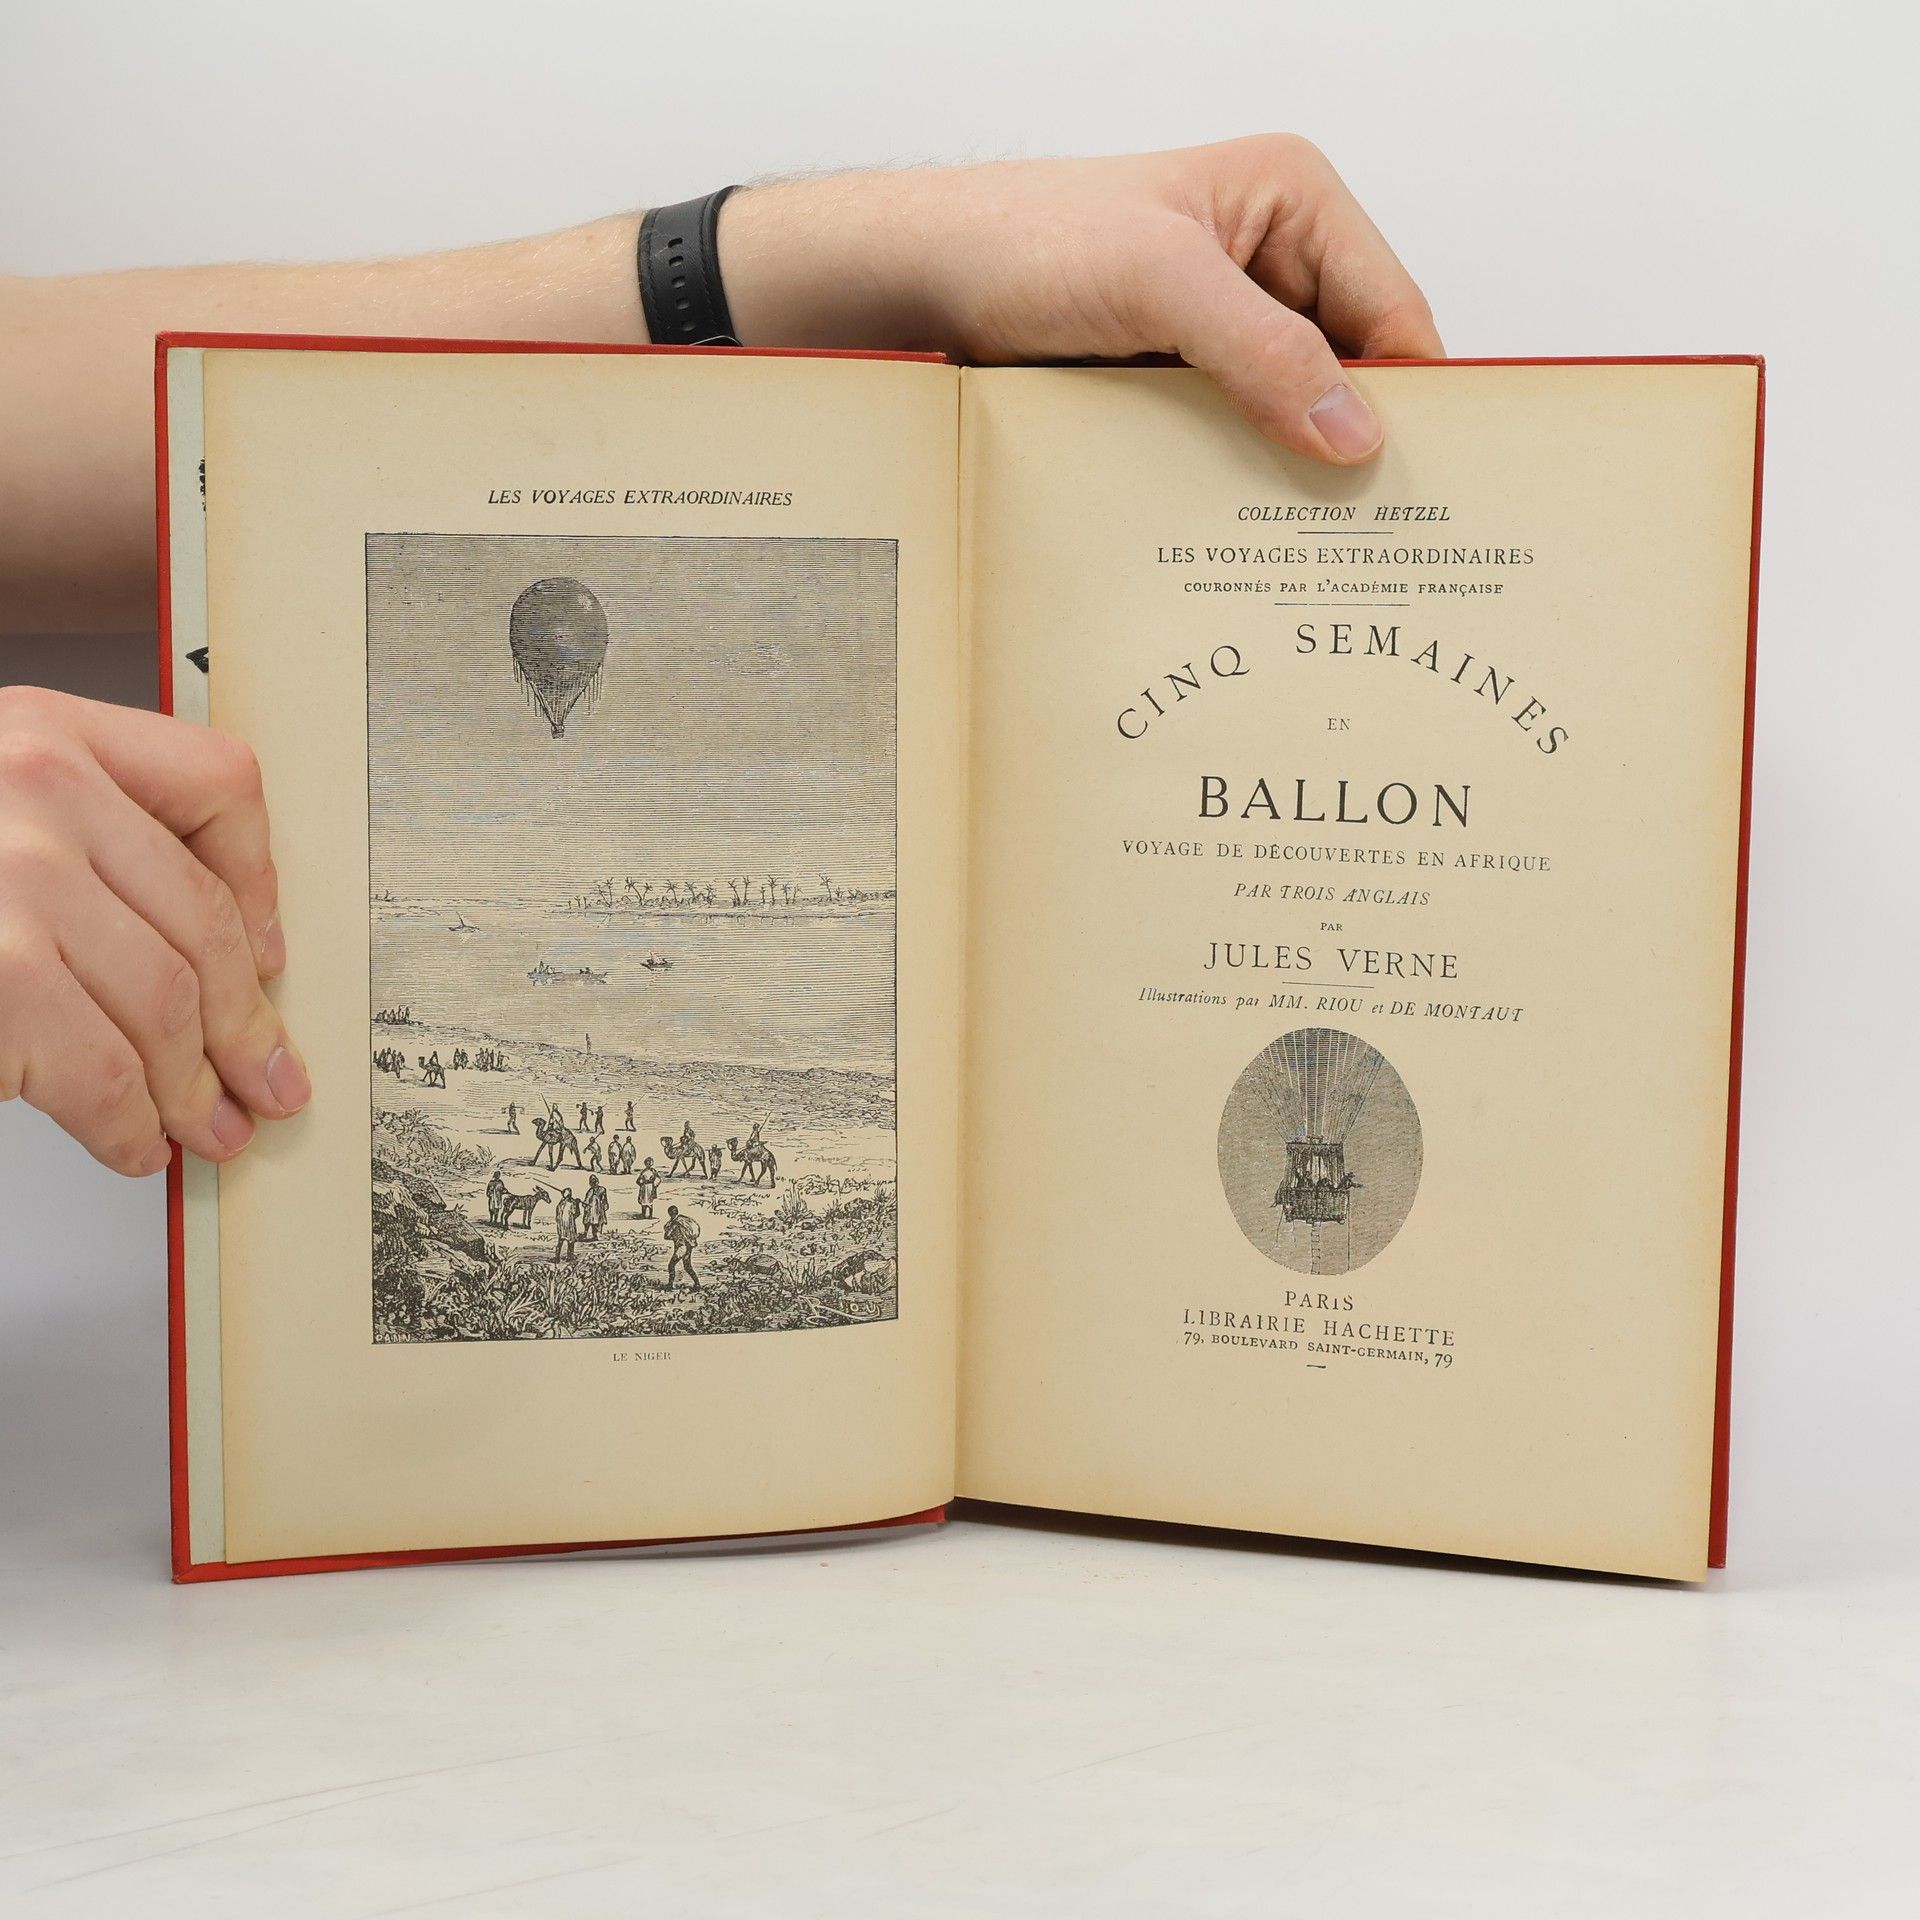 LES VOYAGES EXTRAORDINAIRES
LE NIGER
COLLECTION HETZEL
LES VOYAGES EXTRAORDINAIRES
COURONNÉS PAR L'ACADÉMIE FRANÇAISE
CINQ SEMAINES
EN
BALLON
VOYAGE DE DÉCOUVERTES EN AFRIQUE
PAR TROIS ANGLAIS
PAR
JULES VERNE
Illustrations par MM. RIOU et DE MONTAUT
PARIS
LIBRAIRIE HACHETTE
79, BOULEVARD SAINT-GERMAIN, 79